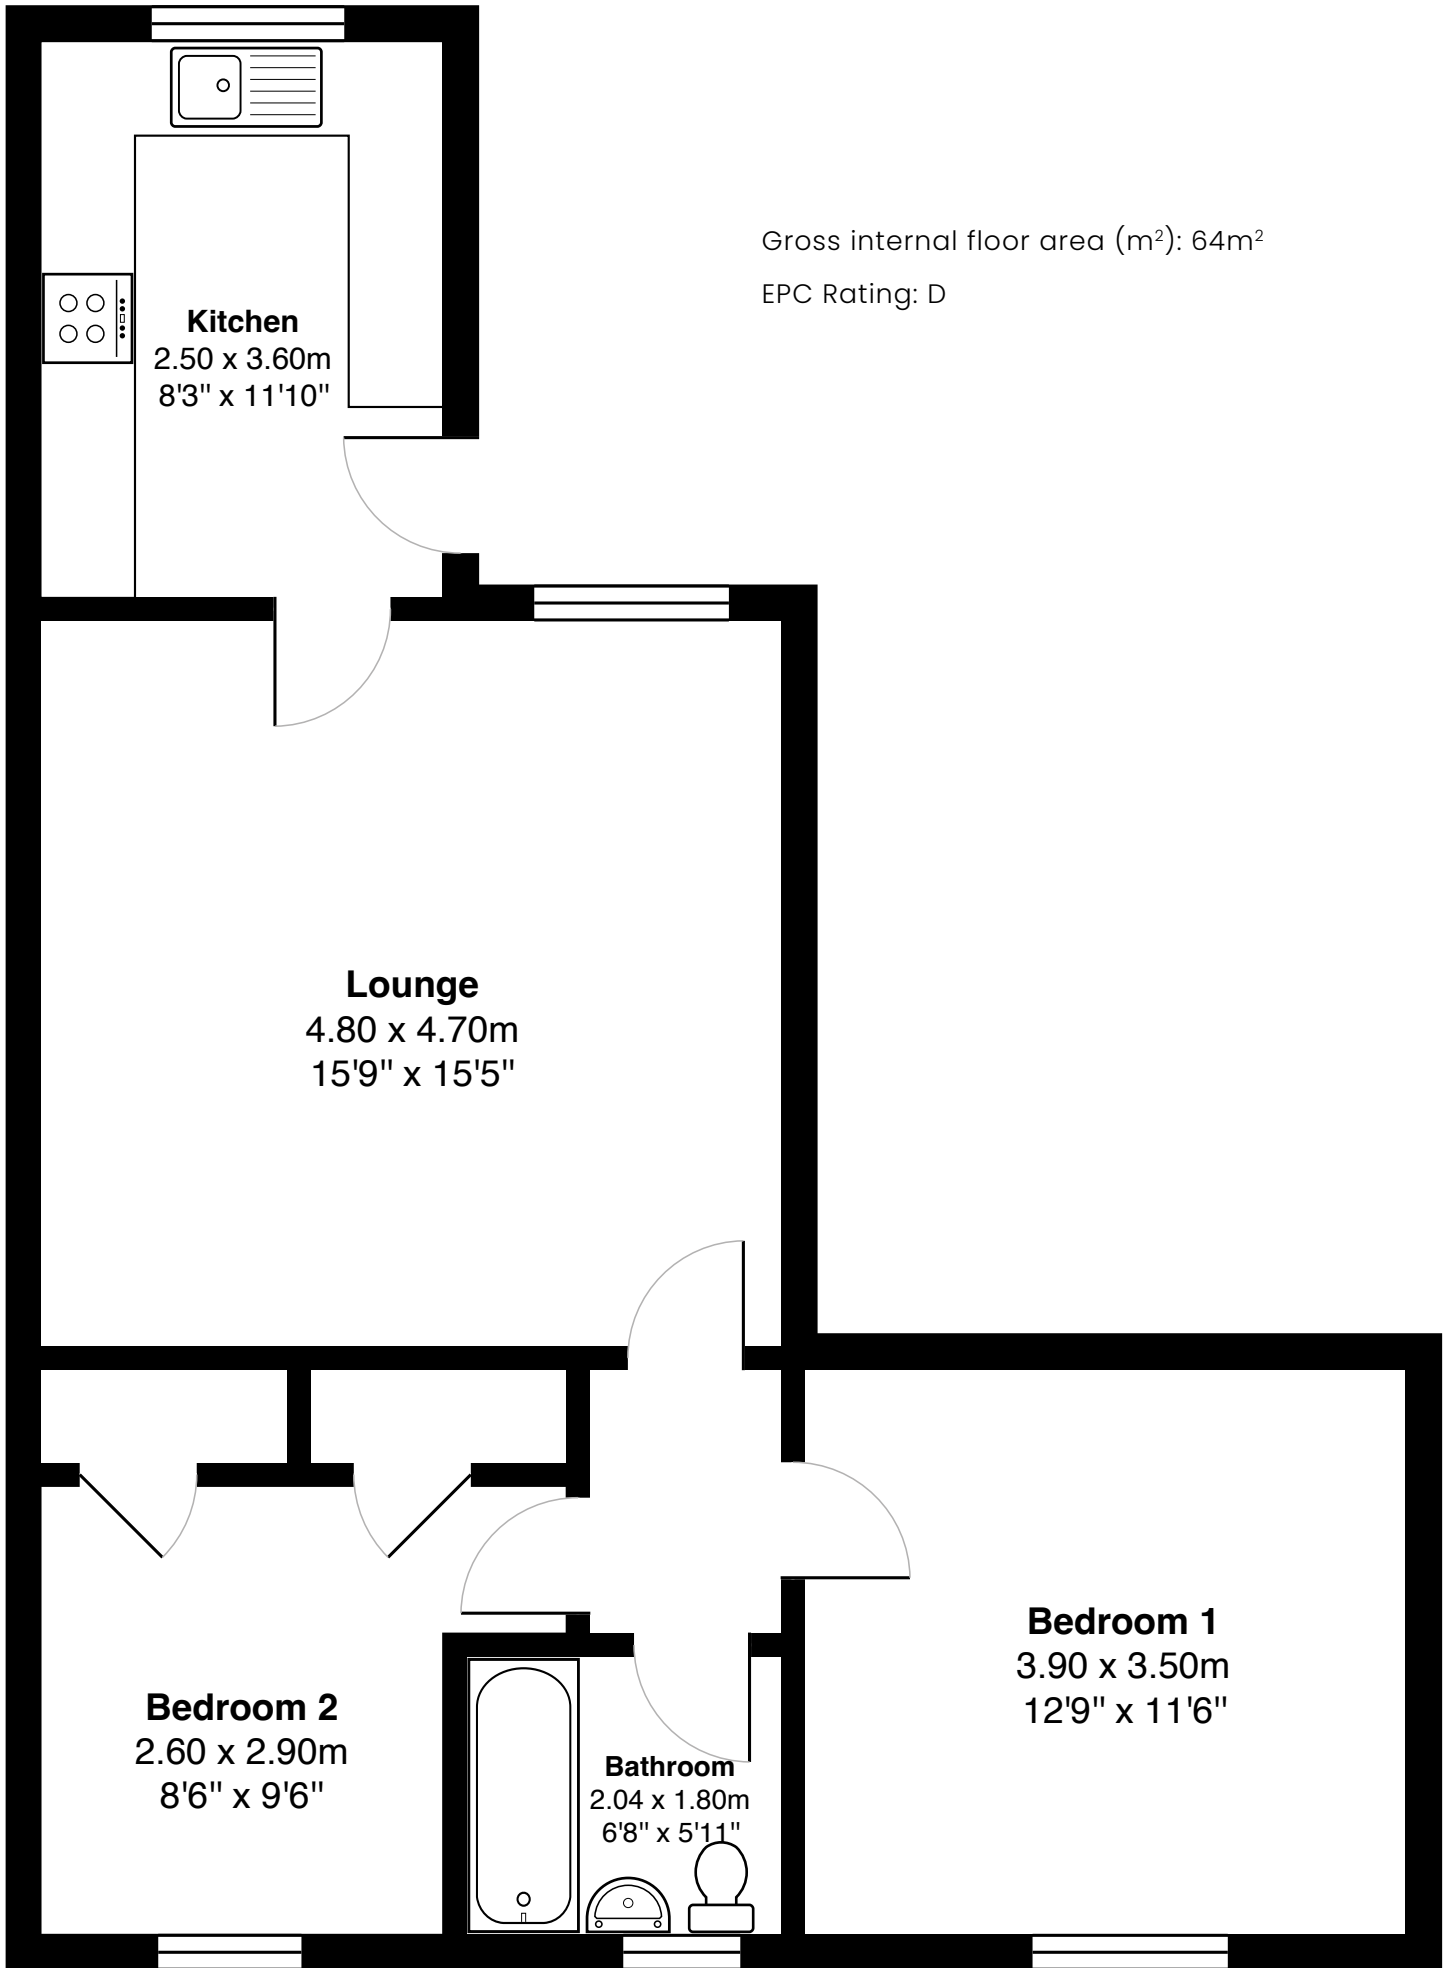 Gross internal floor area (m²): 64m²
EPC Rating: D
Kitchen
2.50 x 3.60m
8'3" x 11'10"
Lounge
4.80 x 4.70m
15'9" x 15'5"
Bedroom 1
3.90 x 3.50m
12'9" x 11'6"
Bedroom 2
2.60 x 2.90m
8'6" x 9'6"
Bathroom
2.04 x 1.80m
6'8" x 5'11"